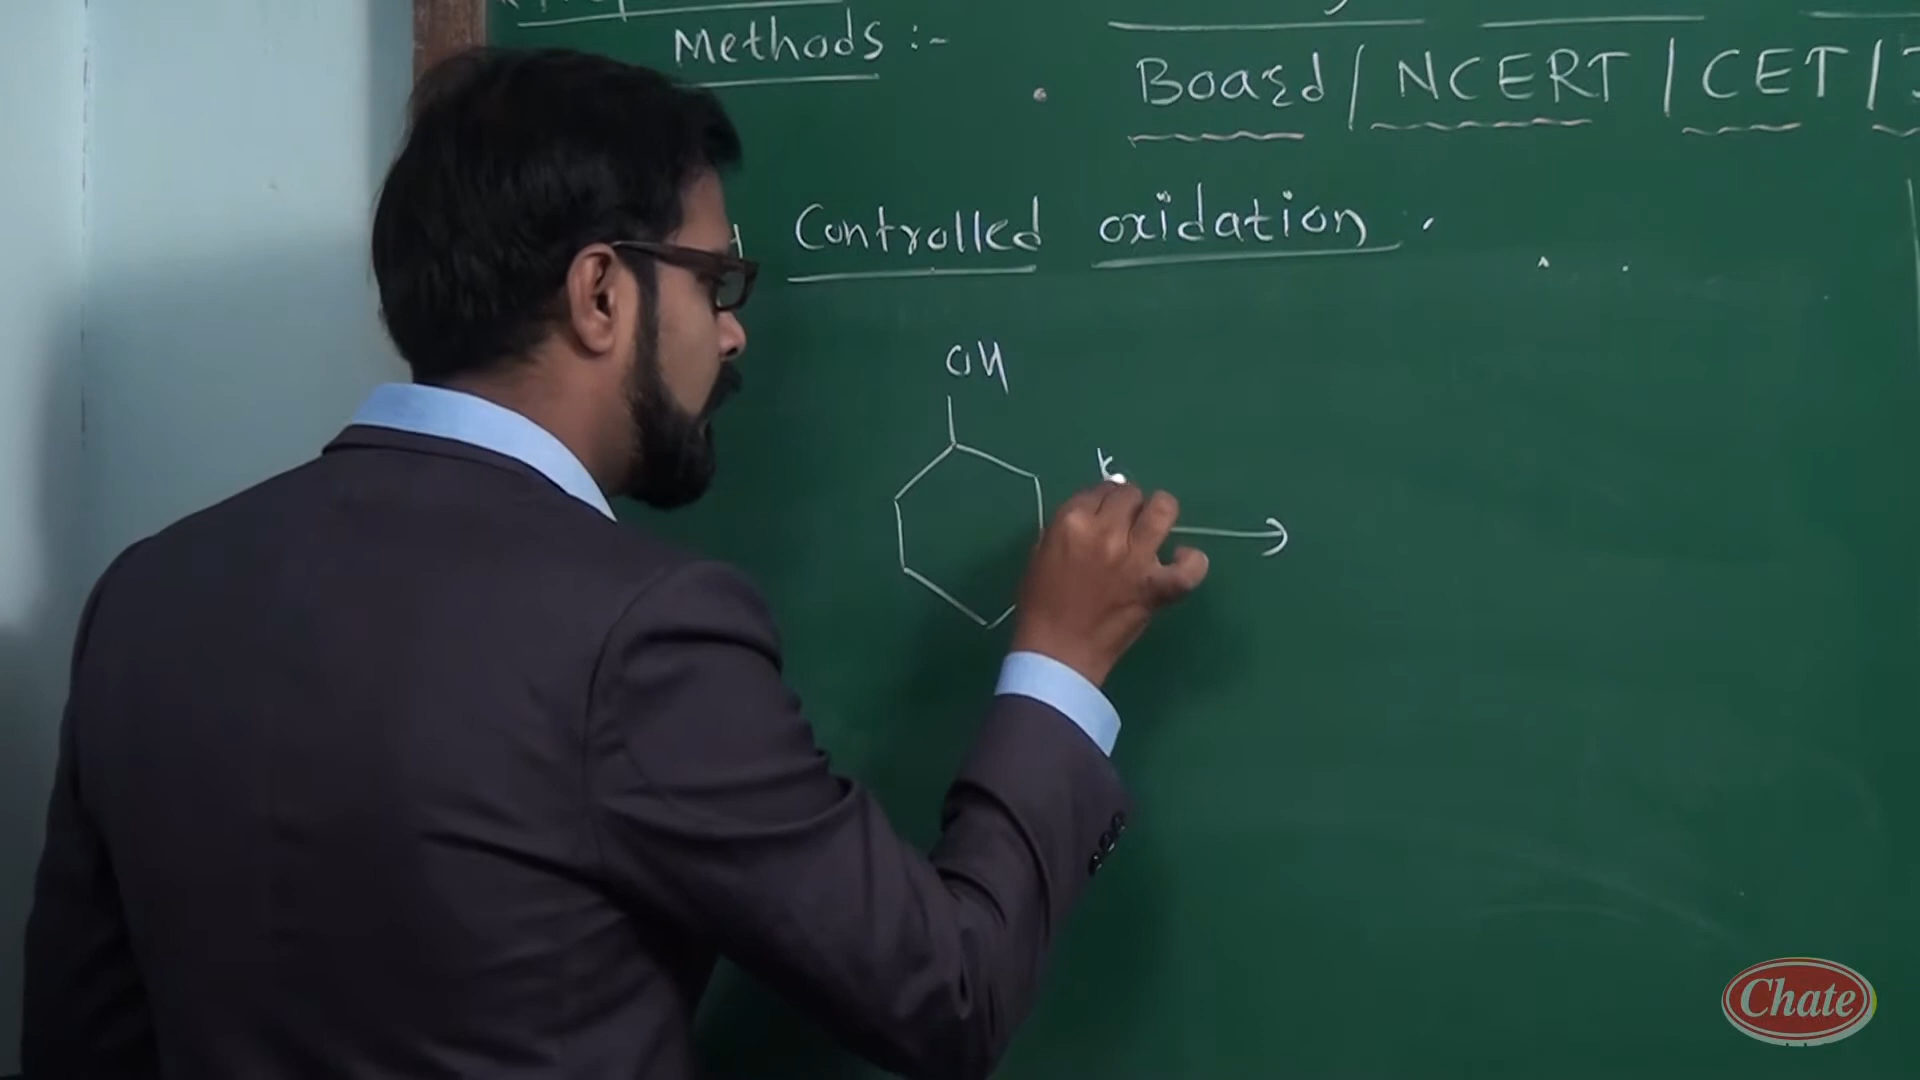 Methods :-
Board / NCERT / CET /
Controlled oxidation .
OH
K
Chate